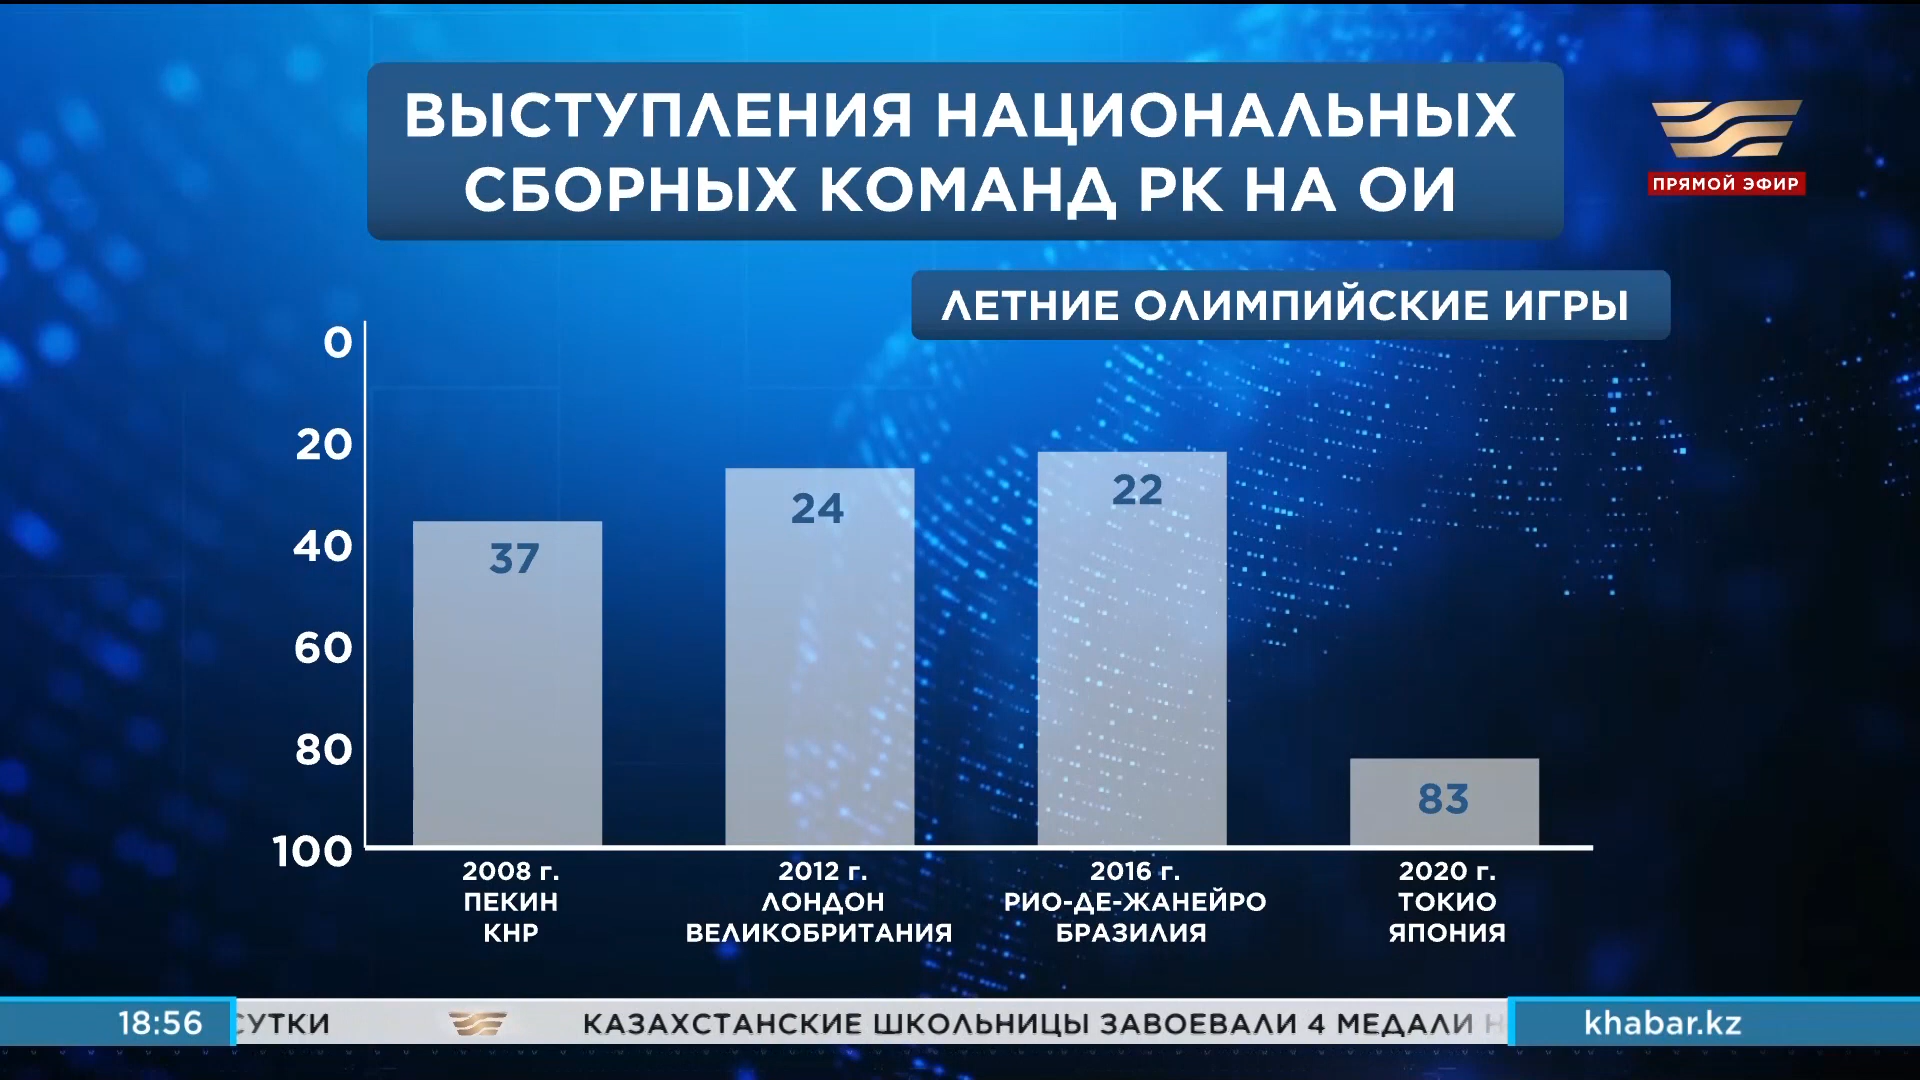 ВЫСТУПЛЕНИЯ НАЦИОНАЛЬНЫХ
СБОРНЫХ КОМАНД РК НА ОИ
ПРЯМОЙ ЭФИР
ЛЕТНИЕ ОЛИМПИЙСКИЕ ИГРЫ
0
20
40
60
80
100
37
24
22
83
2008 г.
ПЕКИН
КНР
2012 г.
ЛОНДОН
ВЕЛИКОБРИТАНИЯ
2016 г.
РИО-ДЕ-ЖАНЕЙРО
БРАЗИЛИЯ
2020 г.
ТОКИО
ЯПОНИЯ
18:56 СУТКИ КАЗАХСТАНСКИЕ ШКОЛЬНИЦЫ ЗАВОЕВАЛИ 4 МЕДАЛИ khabar.kz